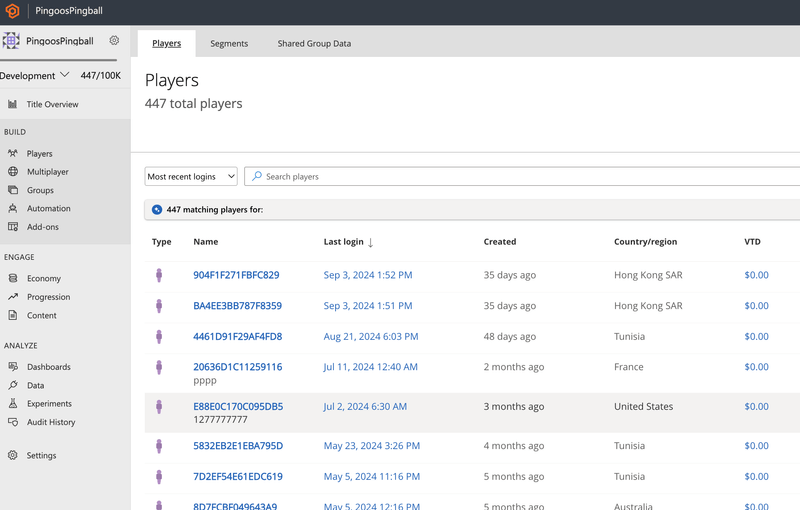 PingoosPingball
PingoosPingball
Development 447/100K
Title Overview
BUILD
Players
Multiplayer
Groups
Automation
Add-ons
ENGAGE
Economy
Progression
Content
ANALYZE
Dashboards
Data
Experiments
Audit History
Settings
Players Segments Shared Group Data
Players
447 total players
Most recent logins Search players
447 matching players for:
Type Name Last login ↓ Created Country/region VTD
904F1F271FBFC829 Sep 3, 2024 1:52 PM 35 days ago Hong Kong SAR $0.00
BA4EE3BB787F8359 Sep 3, 2024 1:51 PM 35 days ago Hong Kong SAR $0.00
4461D91F29AF4FD8 Aug 21, 2024 6:03 PM 48 days ago Tunisia $0.00
20636D1C11259116 Jul 11, 2024 12:40 AM 2 months ago France $0.00
pppp
E88E0C170C095DB5 Jul 2, 2024 6:30 AM 3 months ago United States $0.00
1277777777
5832EB2E1EBA795D May 23, 2024 3:26 PM 4 months ago Tunisia $0.00
7D2EF54E61EDC619 May 5, 2024 11:16 PM 5 months ago Tunisia $0.00
8D7FCBF049643A9 May 5, 2024 12:16 PM 5 months ago Australia $0.00